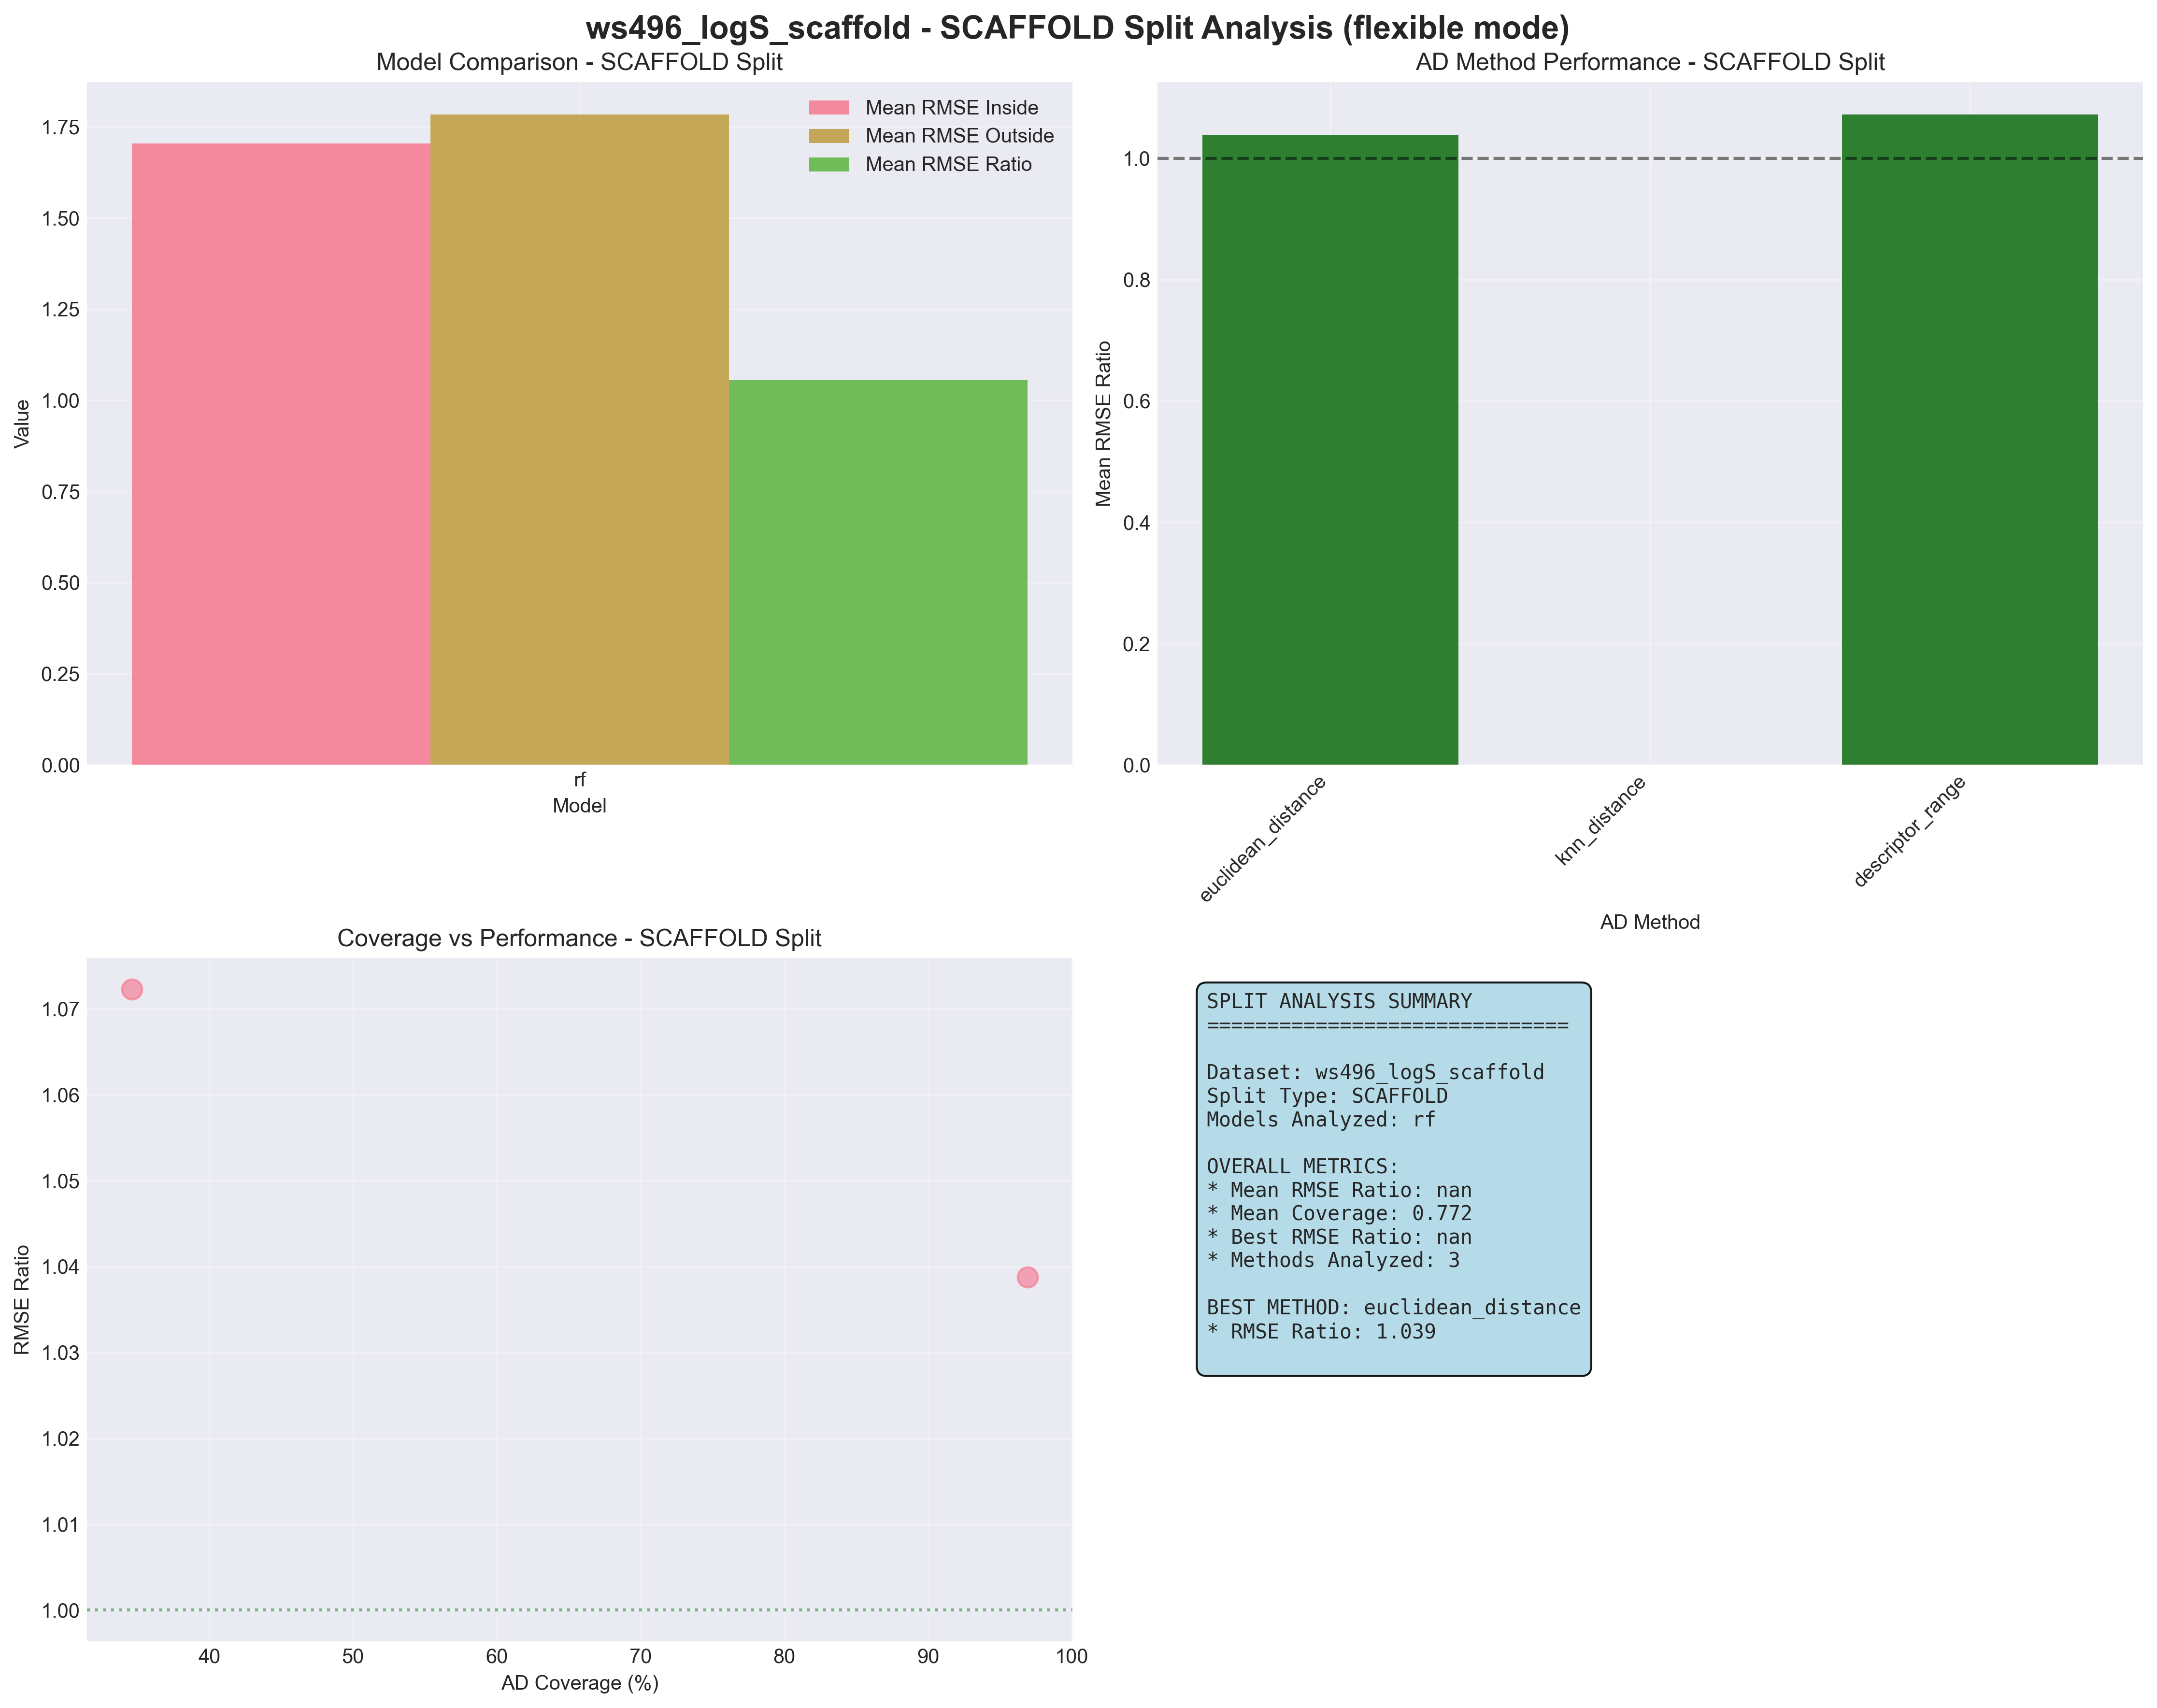 ws496_logS_scaffold - SCAFFOLD Split Analysis (flexible mode)
Model Comparison - SCAFFOLD Split
Value
1.75
1.50
1.25
1.00
0.75
0.50
0.25
0.00
Mean RMSE Inside
Mean RMSE Outside
Mean RMSE Ratio
rf
Model
AD Method Performance - SCAFFOLD Split
Mean RMSE Ratio
1.0
0.8
0.6
0.4
0.2
0.0
euclidean_distance
knn_distance
descriptor_range
AD Method
Coverage vs Performance - SCAFFOLD Split
RMSE Ratio
1.07
1.06
1.05
1.04
1.03
1.02
1.01
1.00
40 50 60 70 80 90 100
AD Coverage (%)
SPLIT ANALYSIS SUMMARY
==============================
Dataset: ws496_logS_scaffold
Split Type: SCAFFOLD
Models Analyzed: rf
OVERALL METRICS:
* Mean RMSE Ratio: nan
* Mean Coverage: 0.772
* Best RMSE Ratio: nan
* Methods Analyzed: 3
BEST METHOD: euclidean_distance
* RMSE Ratio: 1.039